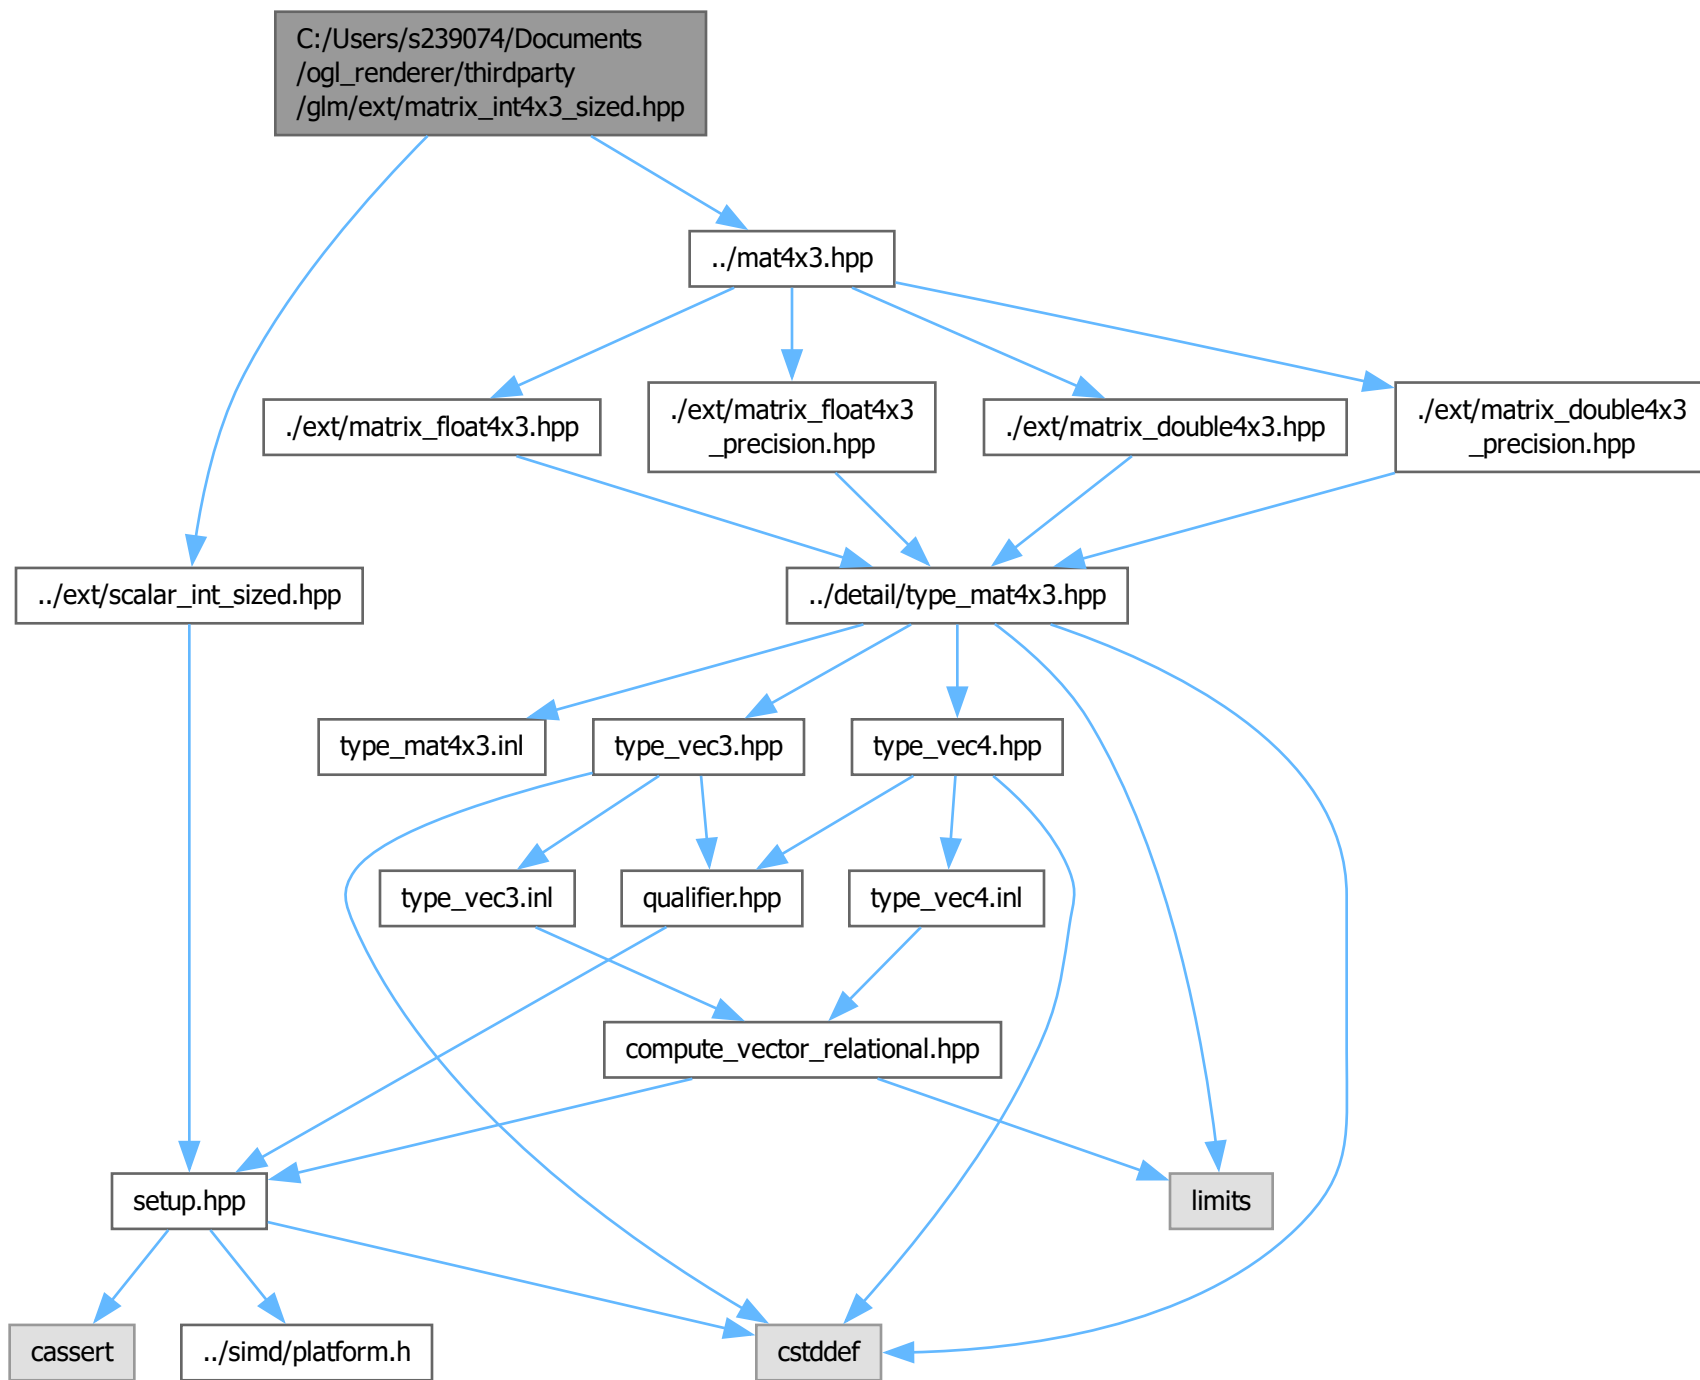 C:/Users/s239074/Documents
/ogl_renderer/thirdparty
/glm/ext/matrix_int4x3_sized.hpp
../mat4x3.hpp
./ext/matrix_float4x3.hpp
./ext/matrix_float4x3
_precision.hpp
./ext/matrix_double4x3.hpp
./ext/matrix_double4x3
_precision.hpp
../ext/scalar_int_sized.hpp
../detail/type_mat4x3.hpp
type_mat4x3.inl
type_vec3.hpp
type_vec4.hpp
type_vec3.inl
qualifier.hpp
type_vec4.inl
compute_vector_relational.hpp
setup.hpp
limits
cassert
../simd/platform.h
cstddef